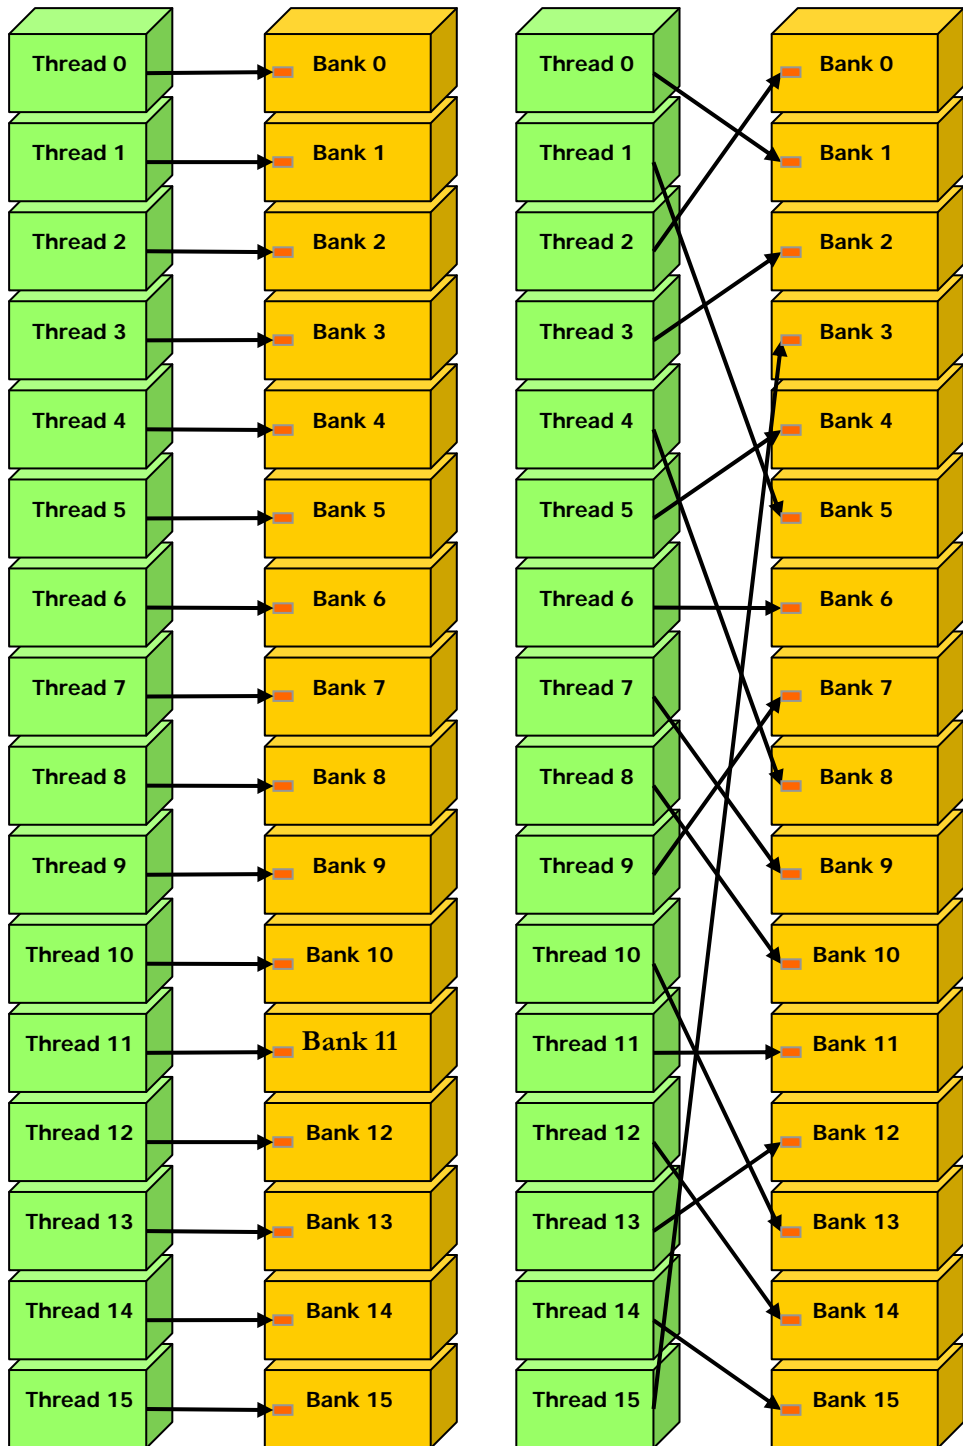 Thread 0 Bank 0 Thread 0 Bank 0
Thread 1 Bank 1 Thread 1 Bank 1
Thread 2 Bank 2 Thread 2 Bank 2
Thread 3 Bank 3 Thread 3 Bank 3
Thread 4 Bank 4 Thread 4 Bank 4
Thread 5 Bank 5 Thread 5 Bank 5
Thread 6 Bank 6 Thread 6 Bank 6
Thread 7 Bank 7 Thread 7 Bank 7
Thread 8 Bank 8 Thread 8 Bank 8
Thread 9 Bank 9 Thread 9 Bank 9
Thread 10 Bank 10 Thread 10 Bank 10
Thread 11 Bank 11 Thread 11 Bank 11
Thread 12 Bank 12 Thread 12 Bank 12
Thread 13 Bank 13 Thread 13 Bank 13
Thread 14 Bank 14 Thread 14 Bank 14
Thread 15 Bank 15 Thread 15 Bank 15